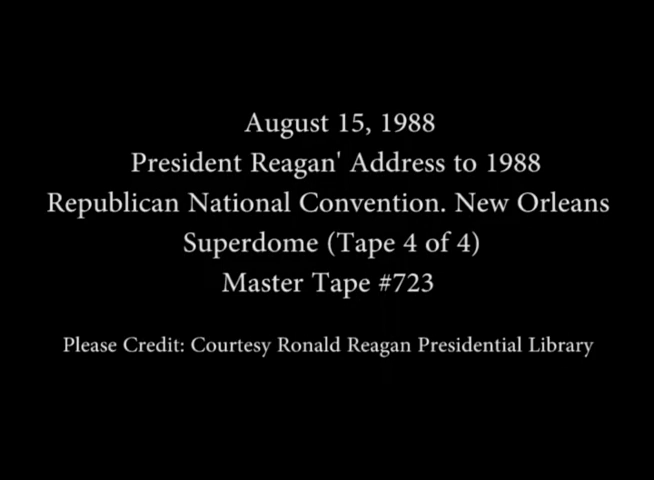 August 15, 1988
President Reagan' Address to 1988
Republican National Convention. New Orleans
Superdome (Tape 4 of 4)
Master Tape #723
Please Credit: Courtesy Ronald Reagan Presidential Library